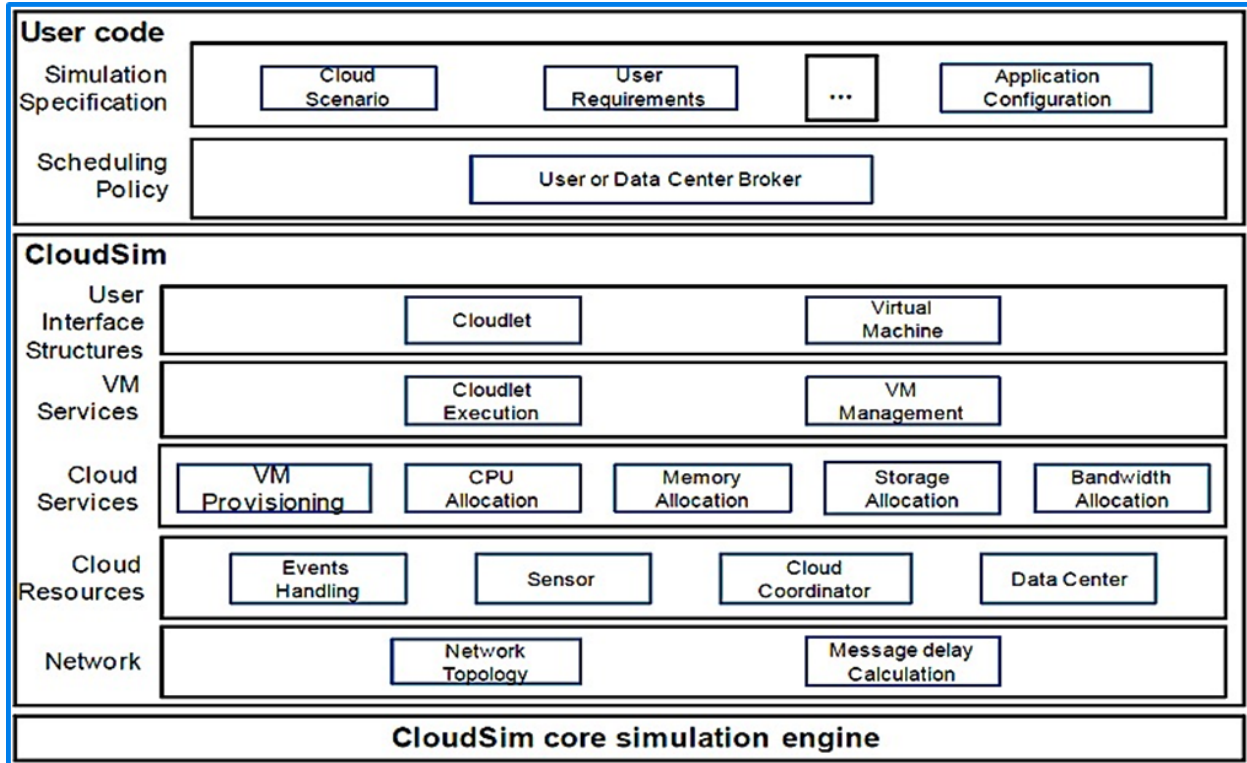 User code
Simulation
Specification
Cloud
Scenario
User
Requirements
...
Application
Configuration
Scheduling
Policy
User or Data Center Broker
CloudSim
User
Interface
Structures
Cloudlet
Virtual
Machine
VM
Services
Cloudlet
Execution
VM
Management
Cloud
Services
VM
Provisioning
CPU
Allocation
Memory
Allocation
Storage
Allocation
Bandwidth
Allocation
Cloud
Resources
Events
Handling
Sensor
Cloud
Coordinator
Data Center
Network
Network
Topology
Message delay
Calculation
CloudSim core simulation engine